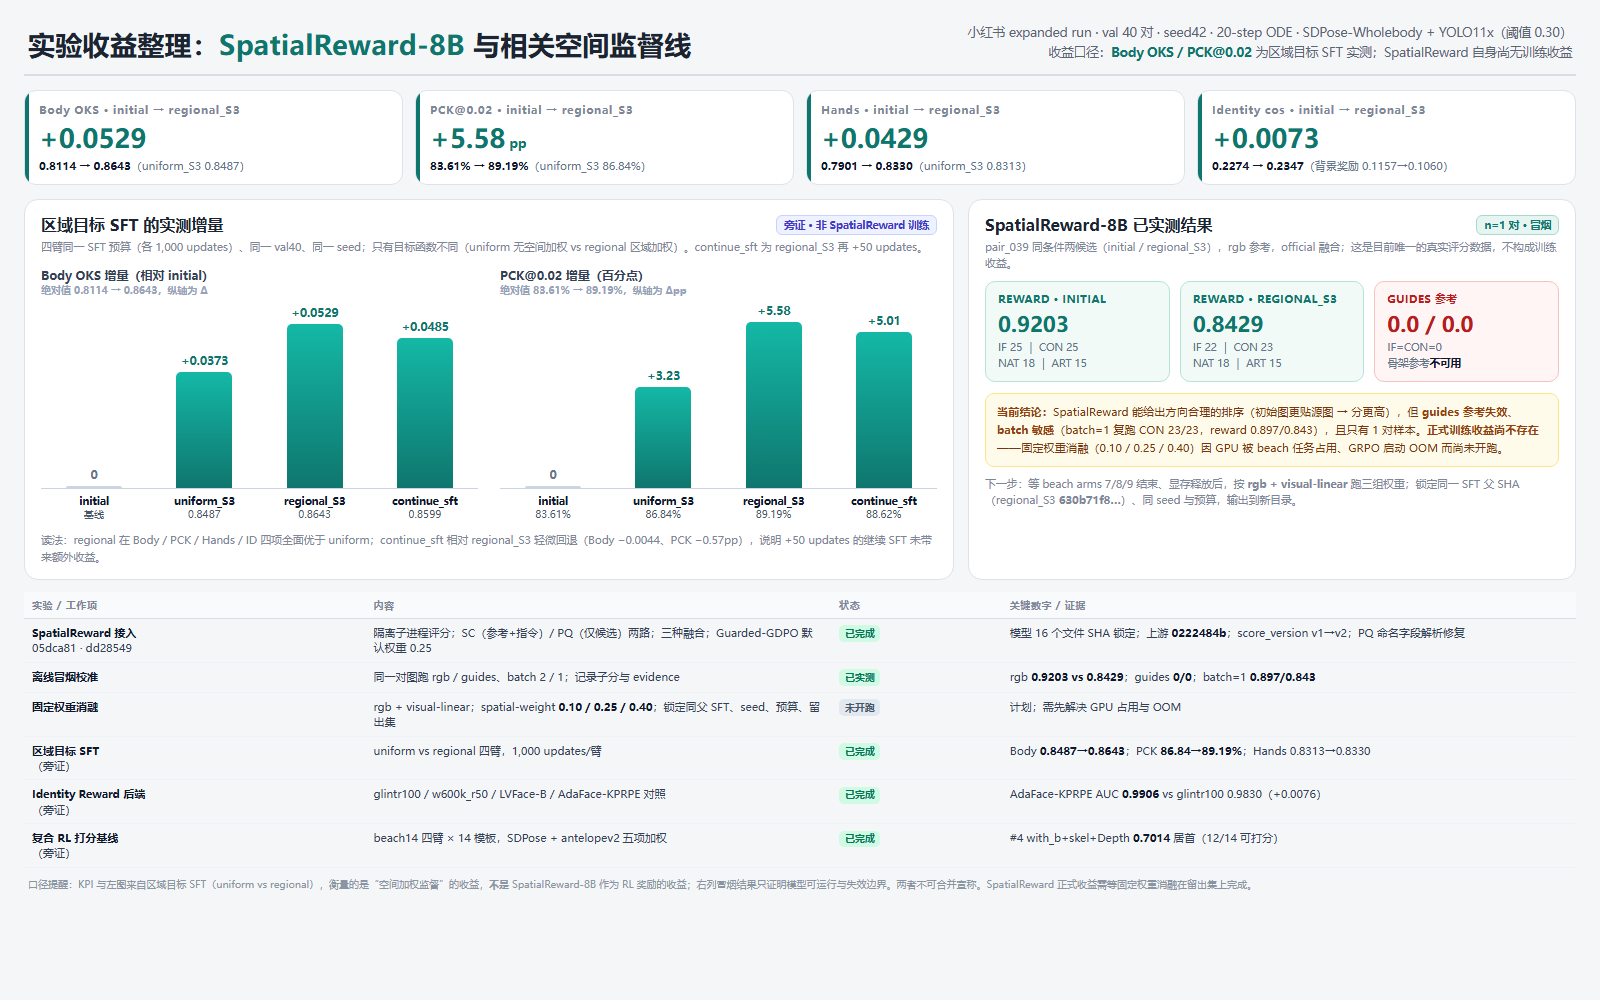 实验收益整理：SpatialReward-8B 与相关空间监督线
小红书 expanded run · val 40 对 · seed42 · 20-step ODE · SDPose-Wholebody + YOLO11x（阈值 0.30）
收益口径：Body OKS / PCK@0.02 为区域目标 SFT 实测；SpatialReward 自身尚无训练收益
Body OKS • initial → regional_S3
+0.0529
0.8114 → 0.8643（uniform_S3 0.8487）
PCK@0.02 • initial → regional_S3
+5.58 pp
83.61% → 89.19%（uniform_S3 86.84%）
Hands • initial → regional_S3
+0.0429
0.7901 → 0.8330（uniform_S3 0.8313）
Identity cos • initial → regional_S3
+0.0073
0.2274 → 0.2347（背景奖励 0.1157→0.1060）
区域目标 SFT 的实测增量
旁证 • 非 SpatialReward 训练
四臂同一 SFT 预算（各 1,000 updates）、同一 val40、同一 seed；只有目标函数不同（uniform 无空间加权 vs regional 区域加权）。continue_sft 为 regional_S3 再 +50 updates。
Body OKS 增量（相对 initial）
绝对值 0.8114 → 0.8643，纵轴为 Δ
0
+0.0373
+0.0529
+0.0485
initial
uniform_S3
regional_S3
continue_sft
基线
0.8487
0.8643
0.8599
PCK@0.02 增量（百分点）
绝对值 83.61% → 89.19%，纵轴为 Δpp
0
+3.23
+5.58
+5.01
initial
uniform_S3
regional_S3
continue_sft
83.61%
86.84%
89.19%
88.62%
读法：regional 在 Body / PCK / Hands / ID 四项全面优于 uniform；continue_sft 相对 regional_S3 轻微回退（Body −0.0044、PCK −0.57pp），说明 +50 updates 的继续 SFT 未带
来额外收益。
SpatialReward-8B 已实测结果
n=1 对 • 冒烟
pair_039 同条件两候选（initial / regional_S3），rgb 参考，official 融合；这是目前唯一的真实评分数据，不构成训练
收益。
REWARD • INITIAL
0.9203
IF 25 | CON 25
NAT 18 | ART 15
REWARD • REGIONAL_S3
0.8429
IF 22 | CON 23
NAT 18 | ART 15
GUIDES 参考
0.0 / 0.0
IF=CON=0
骨架参考不可用
当前结论：SpatialReward 能给出方向合理的排序（初始图更贴源图 → 分更高），但 guides 参考失效、
batch 敏感（batch=1 复跑 CON 23/23，reward 0.897/0.843），且只有 1 对样本。正式训练收益尚不存在
——固定权重消融（0.10 / 0.25 / 0.40）因 GPU 被 beach 任务占用、GRPO 启动 OOM 而尚未开跑。
下一步：等 beach arms 7/8/9 结束、显存释放后，按 rgb + visual-linear 跑三组权重；锁定同一 SFT 父 SHA
（regional_S3 630b71f8…）、同 seed 与预算，输出到新目录。
实验 / 工作项
内容
状态
关键数字 / 证据
SpatialReward 接入
05dca81 · dd28549
隔离子进程评分；SC（参考+指令）/ PQ（仅候选）两路；三种融合；Guarded-GDPO 默
认权重 0.25
已完成
模型 16 个文件 SHA 锁定；上游 0222484b；score_version v1→v2；PQ 命名字段解析修复
离线冒烟校准
同一对图跑 rgb / guides、batch 2 / 1；记录子分与 evidence
已实测
rgb 0.9203 vs 0.8429；guides 0/0；batch=1 0.897/0.843
固定权重消融
rgb + visual-linear；spatial-weight 0.10 / 0.25 / 0.40；锁定同父 SFT、seed、预算、留
出集
未开跑
计划；需先解决 GPU 占用与 OOM
区域目标 SFT
（旁证）
uniform vs regional 四臂，1,000 updates/臂
已完成
Body 0.8487→0.8643；PCK 86.84→89.19%；Hands 0.8313→0.8330
Identity Reward 后端
（旁证）
glintr100 / w600k_r50 / LVFace-B / AdaFace-KPRPE 对照
已完成
AdaFace-KPRPE AUC 0.9906 vs glintr100 0.9830（+0.0076）
复合 RL 打分基线
（旁证）
beach14 四臂 × 14 模板，SDPose + antelopev2 五项加权
已完成
#4 with_b+skel+Depth 0.7014 居首（12/14 可打分）
口径提醒：KPI 与左图来自区域目标 SFT（uniform vs regional），衡量的是“空间加权监督”的收益，不是 SpatialReward-8B 作为 RL 奖励的收益；右列冒烟结果只证明模型可运行与失效边界。两者不可合并宣称。SpatialReward 正式收益需等固定权重消融在留出集上完成。